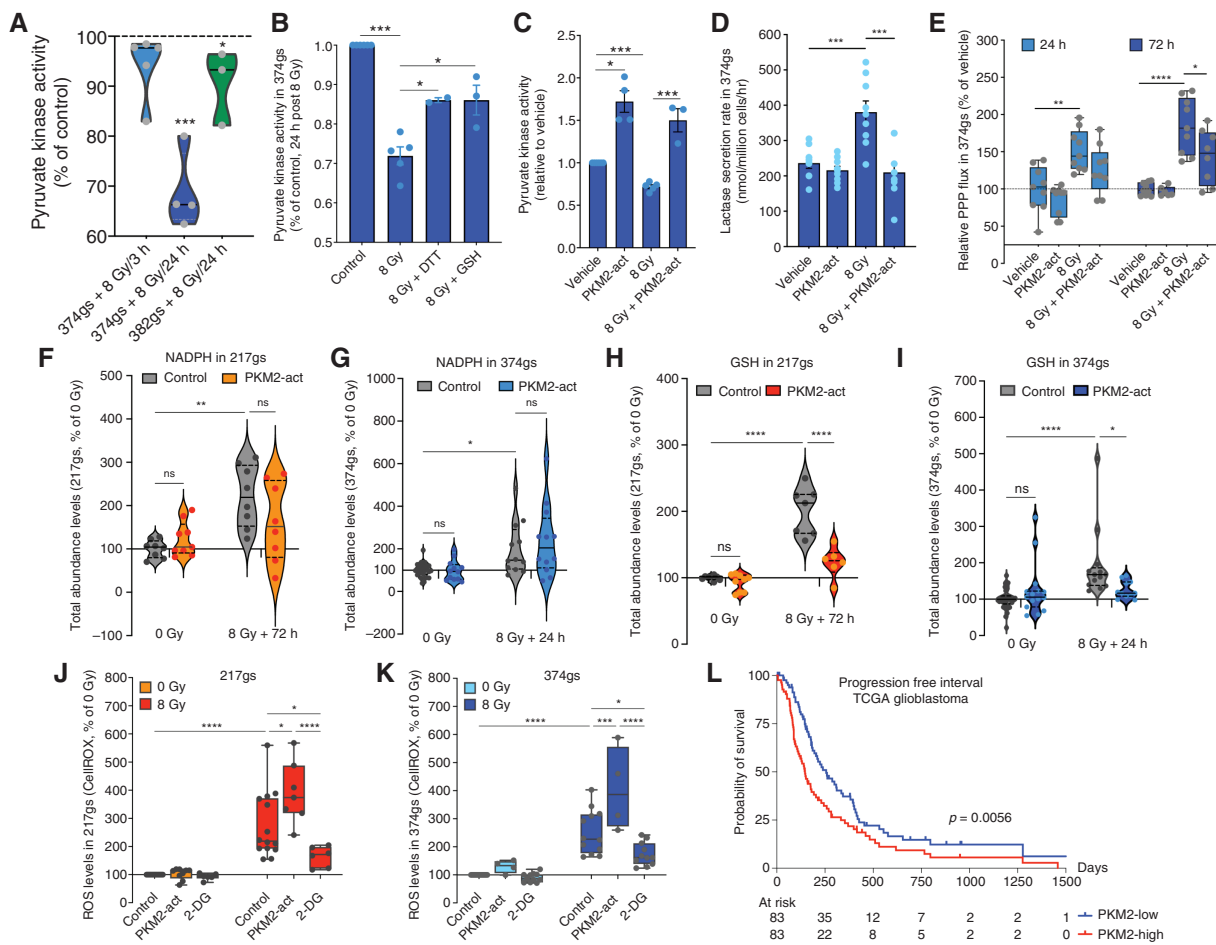 A
Pyruvate kinase activity
(% of control)
100
90
80
70
60
*
***
374gs + 8 Gy/3 h
374gs + 8 Gy/24 h
382gs + 8 Gy/24 h
B
Pyruvate kinase activity in 374gs
(% of control, 24 h post 8 Gy)
1.0
0.9
0.8
0.7
0.6
0.5
***
*
*
Control
8 Gy
8 Gy + DTT
8 Gy + GSH
C
Pyruvate kinase activity
(relative to vehicle)
2.5
2.0
1.5
1.0
0.5
0.0
***
*
***
Vehicle
PKM2-act
8 Gy
8 Gy + PKM2-act
D
Lactase secretion rate in 374gs
(nmol/million cells/hr)
600
500
400
300
200
100
0
***
***
Vehicle
PKM2-act
8 Gy
8 Gy + PKM2-act
E
Relative PPP flux in 374gs (% of vehicle)
300
250
200
150
100
50
0
24 h
72 h
**
****
*
Vehicle
PKM2-act
8 Gy
8 Gy + PKM2-act
Vehicle
PKM2-act
8 Gy
8 Gy + PKM2-act
F
NADPH in 217gs
Total abundance levels (217gs, % of 0 Gy)
500
400
300
200
100
0
−100
Control
PKM2-act
**
ns
ns
0 Gy
8 Gy + 72 h
G
NADPH in 374gs
Total abundance levels (374gs, % of 0 Gy)
1000
800
600
400
200
100
0
−200
Control
PKM2-act
ns
*
ns
0 Gy
8 Gy + 24 h
H
GSH in 217gs
Total abundance levels (217gs, % of 0 Gy)
400
300
200
100
0
Control
PKM2-act
****
****
ns
0 Gy
8 Gy + 72 h
I
GSH in 374gs
Total abundance levels (374gs, % of 0 Gy)
700
600
500
400
300
200
100
0
Control
PKM2-act
****
*
ns
0 Gy
8 Gy + 24 h
J
217gs
ROS levels in 217gs (CellROX, % of 0 Gy)
800
700
600
500
400
300
200
100
0
0 Gy
8 Gy
*
****
*
****
Control
PKM2-act
2-DG
Control
PKM2-act
2-DG
K
374gs
ROS levels in 374gs (CellROX, % of 0 Gy)
800
700
600
500
400
300
200
100
0
0 Gy
8 Gy
*
****
***
****
Control
PKM2-act
2-DG
Control
PKM2-act
2-DG
L
Progression free interval
TCGA glioblastoma
Probability of survival
100
75
50
25
0
p = 0.0056
0
250
500
750
1000
1250
1500
Days
At risk
83 35 12 7 2 2 1 PKM2-low
83 22 8 5 2 2 0 PKM2-high